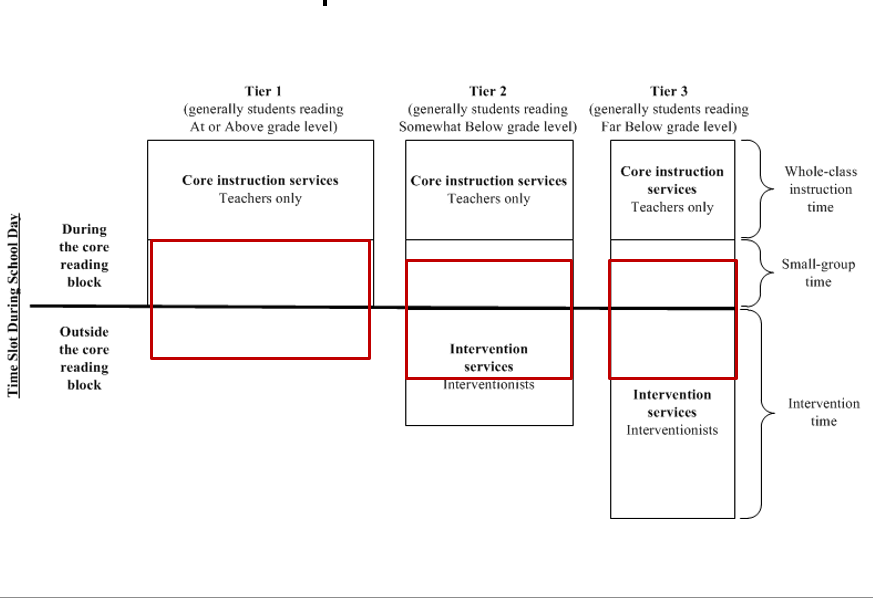 Tier 1
(generally students reading
At or Above grade level)
Tier 2
(generally students reading
Somewhat Below grade level)
Tier 3
(generally students reading
Far Below grade level)
Core instruction services
Teachers only
Core instruction services
Teachers only
Core instruction
services
Teachers only
Whole-class
instruction
time
Time Slot During School Day
During
the core
reading
block
Small-group
time
Outside
the core
reading
block
Intervention
services
Interventionists
Intervention
services
Interventionists
Intervention
time